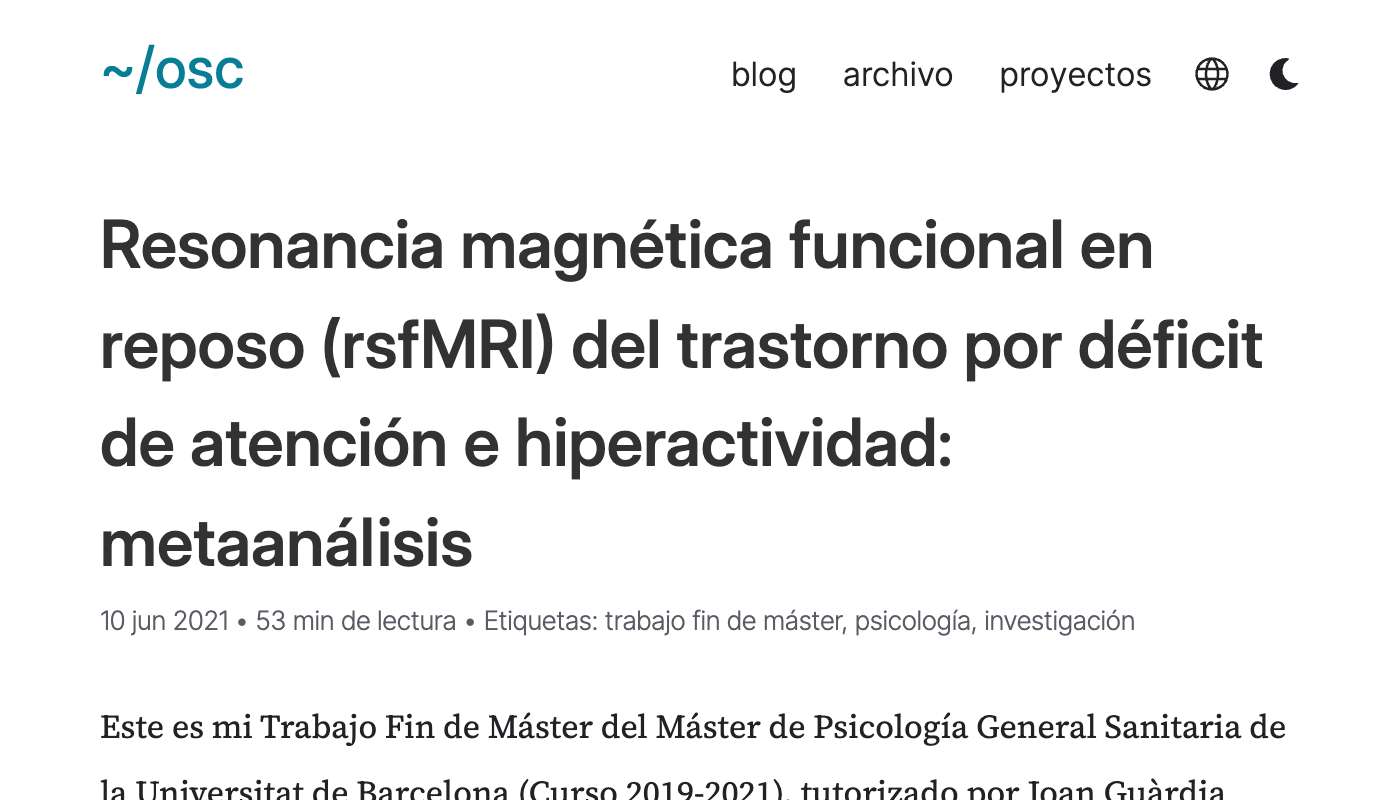 ~/osc
blog archivo proyectos
Resonancia magnética funcional en
reposo (rsfMRI) del trastorno por déficit
de atención e hiperactividad:
metaanálisis
10 jun 2021 • 53 min de lectura • Etiquetas: trabajo fin de máster, psicología, investigación
Este es mi Trabajo Fin de Máster del Máster de Psicología General Sanitaria de
la Universitat de Barcelona (Curso 2019-2021), tutorizado por Joan Guàrdia